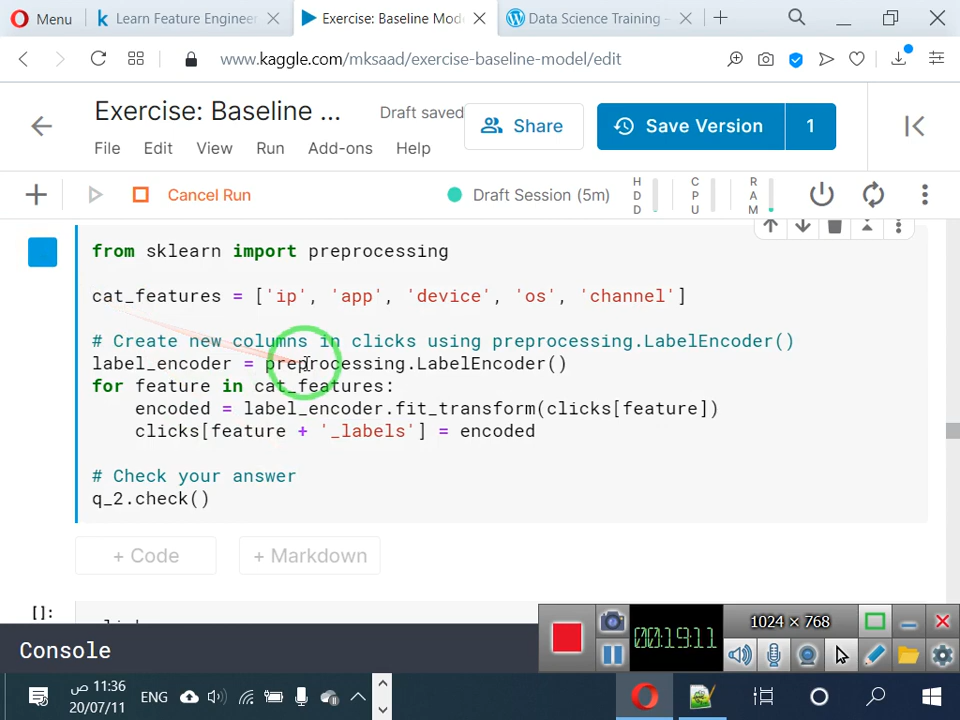 Menu
Learn Feature Engineer
Exercise: Baseline Mode
Data Science Training –
www.kaggle.com/mksaad/exercise-baseline-model/edit
Exercise: Baseline ...
Draft saved
Share
Save Version
1
File
Edit
View
Run
Add-ons
Help
Cancel Run
Draft Session (5m)
HDD
CPU
RAM
from sklearn import preprocessing
cat_features = ['ip', 'app', 'device', 'os', 'channel']
# Create new columns in clicks using preprocessing.LabelEncoder()
label_encoder = preprocessing.LabelEncoder()
for feature in cat_features:
    encoded = label_encoder.fit_transform(clicks[feature])
    clicks[feature + '_labels'] = encoded
# Check your answer
q_2.check()
+ Code
+ Markdown
[]:
Console
1024 × 768
00:19:11
11:36 ص
ENG
20/07/11